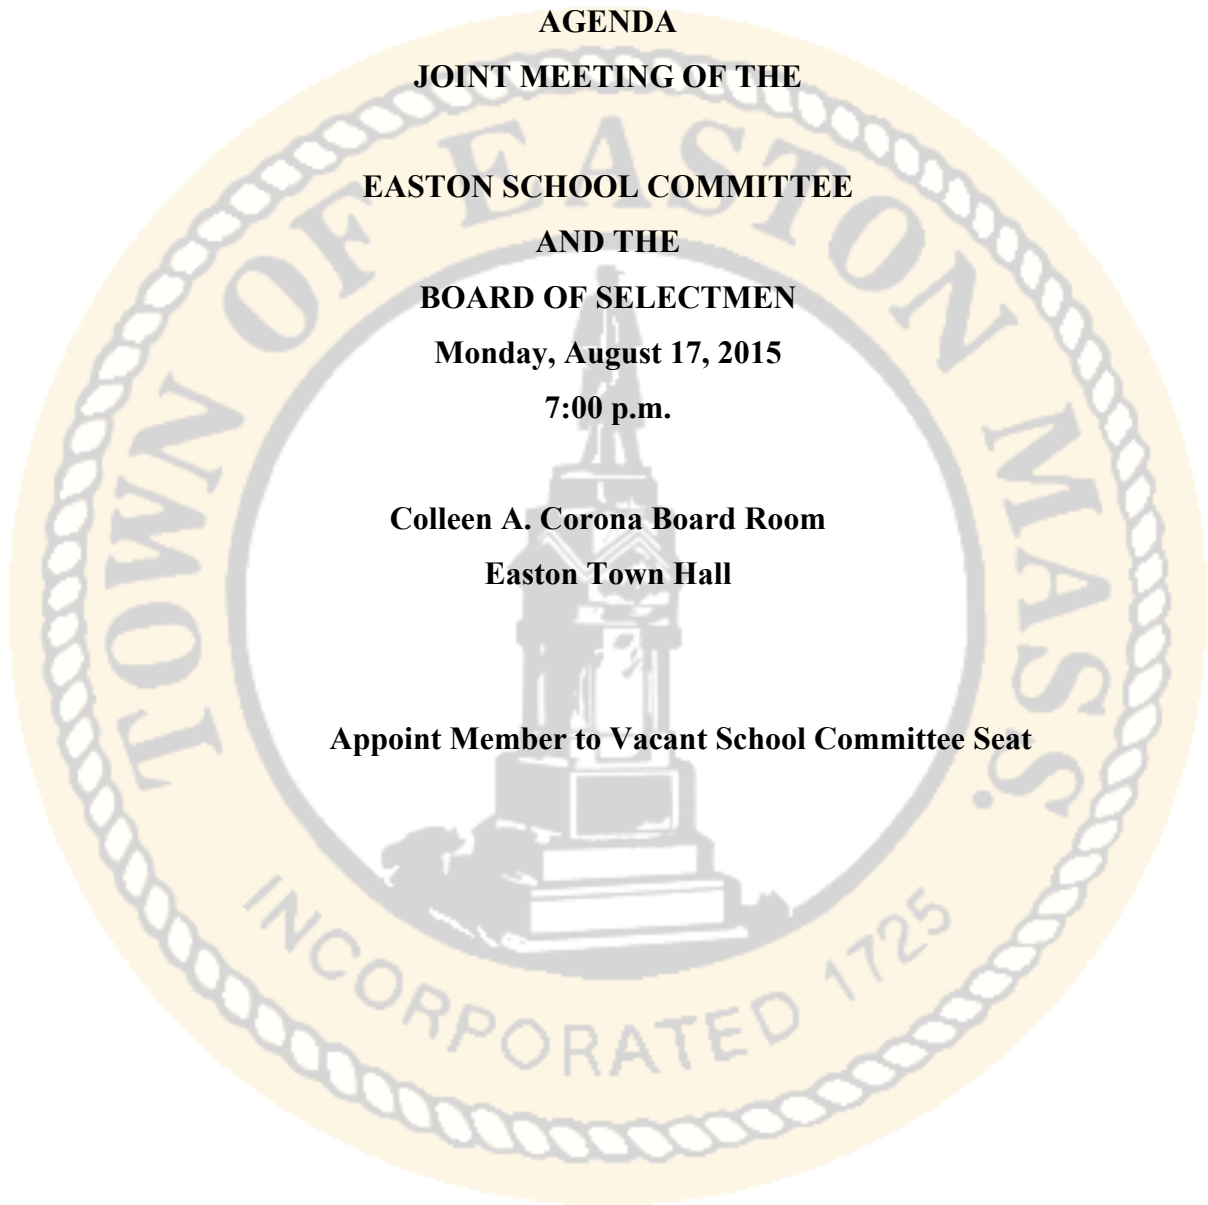 AGENDA
JOINT MEETING OF THE
EASTON SCHOOL COMMITTEE
AND THE
BOARD OF SELECTMEN
Monday, August 17, 2015
7:00 p.m.
Colleen A. Corona Board Room
Easton Town Hall
Appoint Member to Vacant School Committee Seat
TOWN OF EASTON MASS.
INCORPORATED 1725